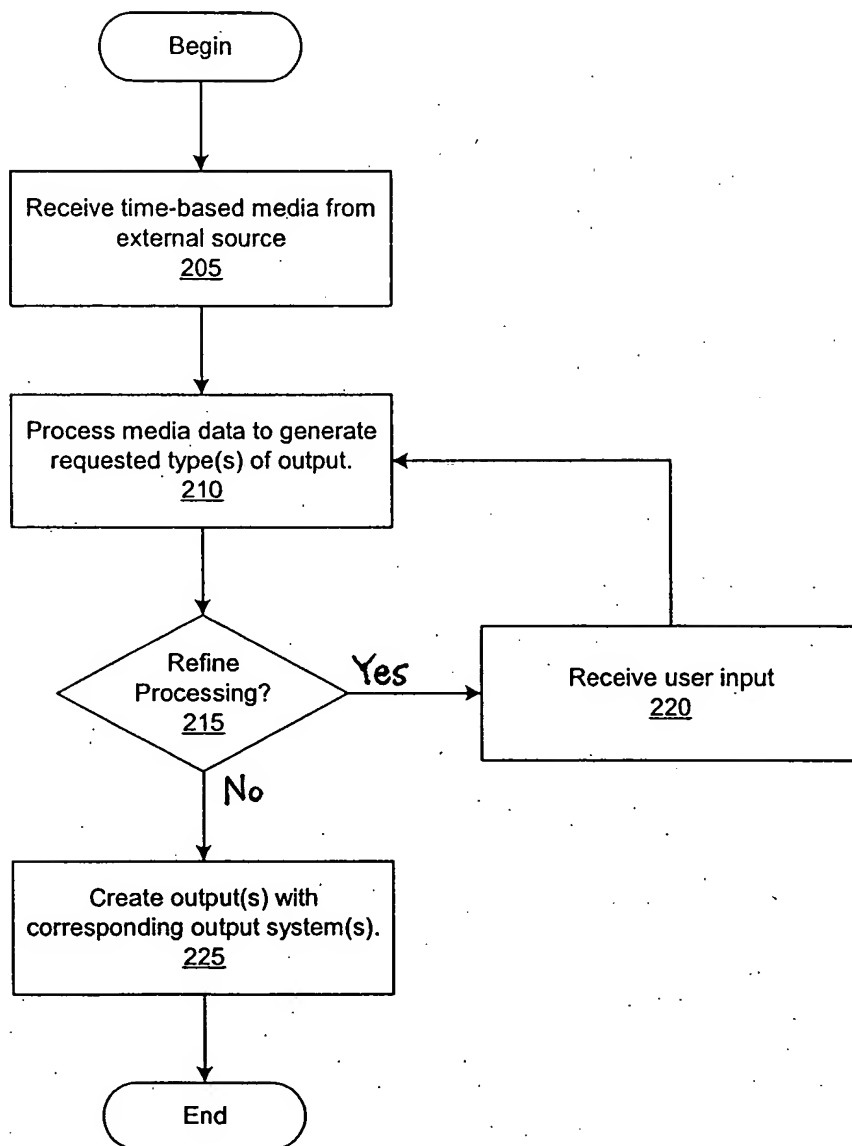 Begin
Receive time-based media from
external source
205
Process media data to generate
requested type(s) of output.
210
Refine
Processing?
215
Yes
Receive user input
220
No
Create output(s) with
corresponding output system(s).
225
End